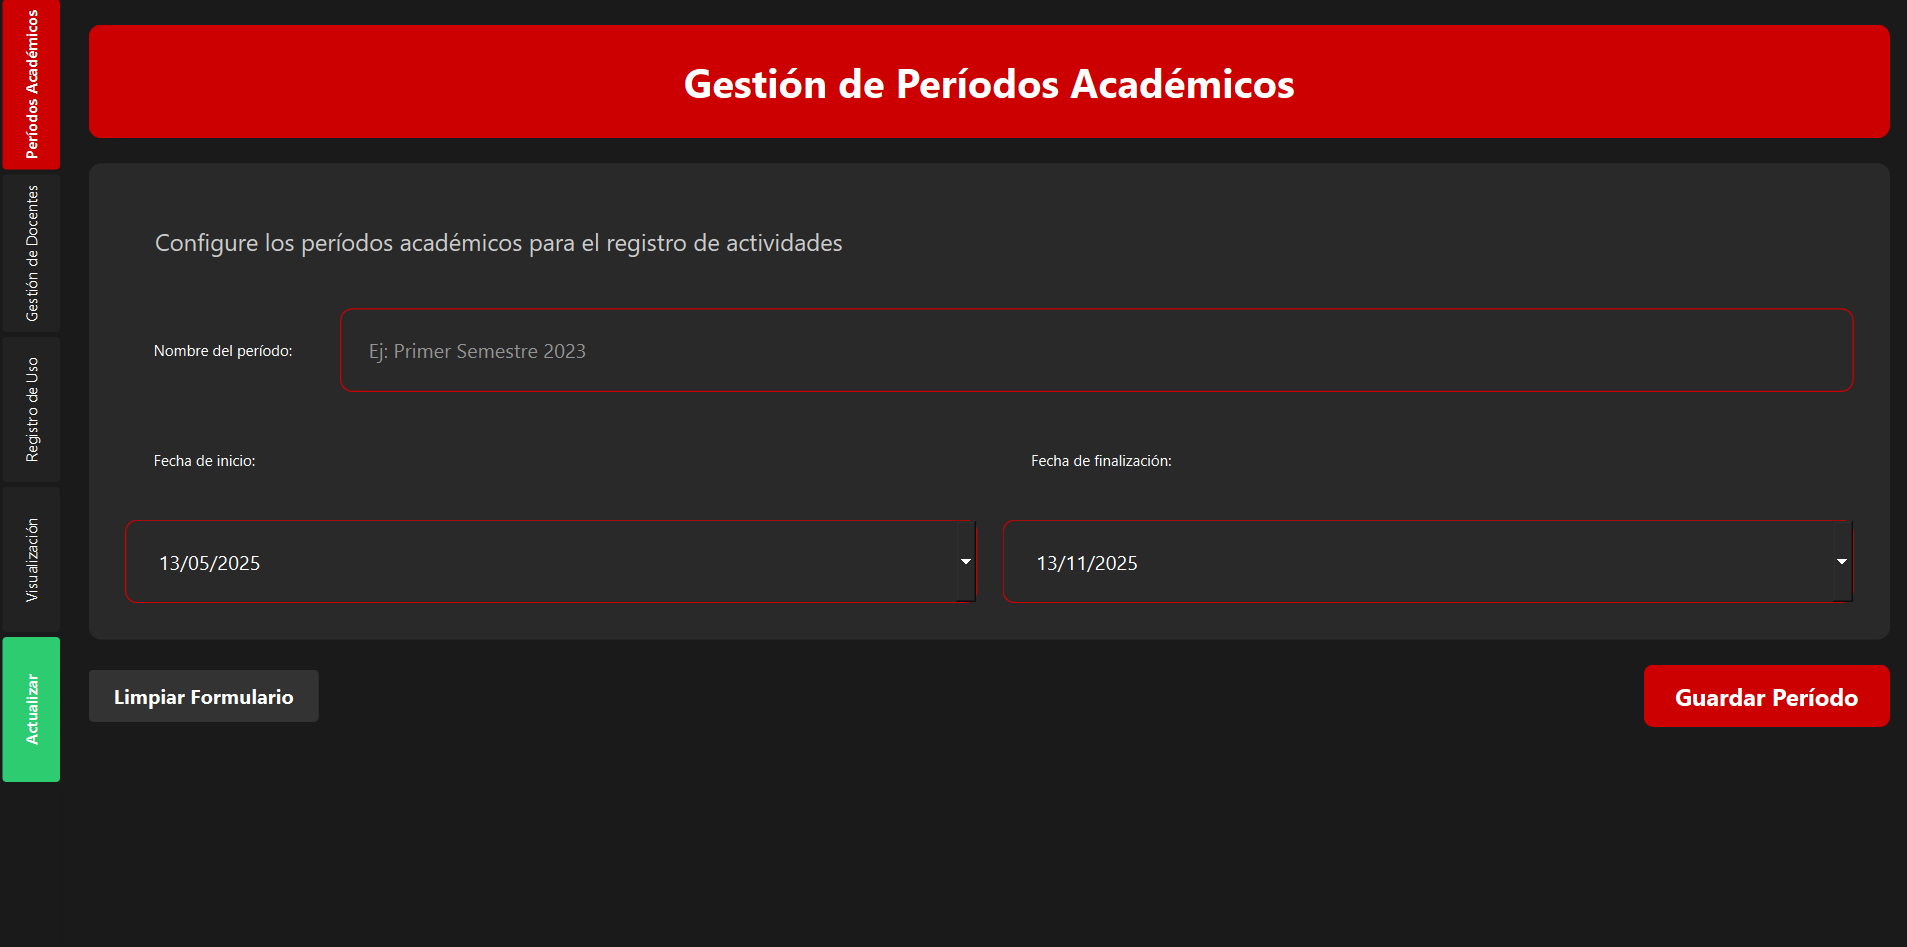 Períodos Académicos
Gestión de Docentes
Registro de Uso
Visualización
Actualizar
Gestión de Períodos Académicos
Configure los períodos académicos para el registro de actividades
Nombre del período:
Ej: Primer Semestre 2023
Fecha de inicio:
Fecha de finalización:
13/05/2025
13/11/2025
Limpiar Formulario
Guardar Período